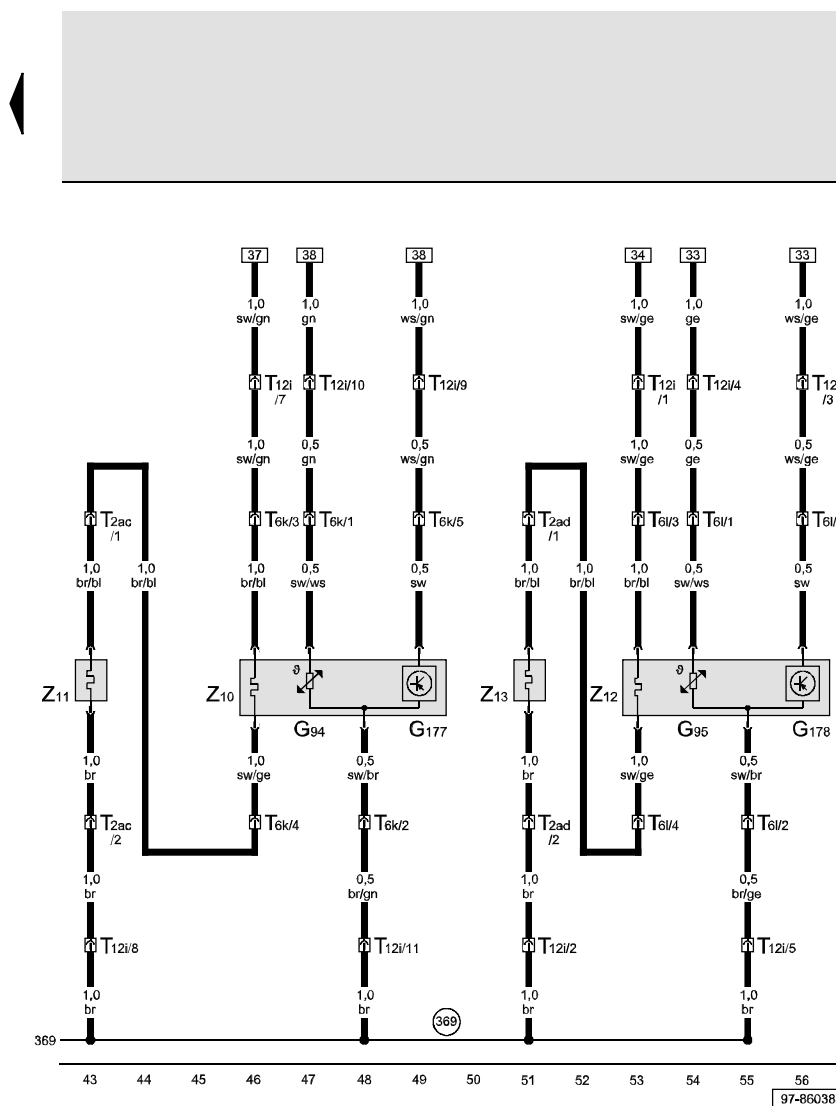 37 38 38 34 33 33
1,0 1,0 1,0 1,0 1,0 1,0
sw/gn gn ws/gn sw/ge ge ws/ge
T12i T12i/10 T12i/9 T12i T12i/4 T12
/7 /1 /3
1,0 0,5 0,5 1,0 0,5 0,5
sw/gn gn ws/gn sw/ge ge ws/ge
T2ac T6k/3 T6k/1 T6k/5 T2ad T6l/3 T6l/1 T6l/
/1 /1
1,0 1,0 1,0 0,5 0,5 1,0 1,0 1,0 0,5 0,5
br/bl br/bl br/bl sw/ws sw br/bl br/bl br/bl sw/ws sw
ϑ ϑ
Z11 Z10 Z13 Z12
G94 G177 G95 G178
1,0 1,0 0,5 1,0 1,0 0,5
br sw/ge sw/br br sw/ge sw/br
T2ac T6k/4 T6k/2 T2ad T6l/4 T6l/2
/2 /2
1,0 0,5 1,0 0,5
br br/gn br br/ge
T12i/8 T12i/11 T12i/2 T12i/5
1,0 1,0 1,0 1,0
br br br br
369
369
43 44 45 46 47 48 49 50 51 52 53 54 55 56
97-86038